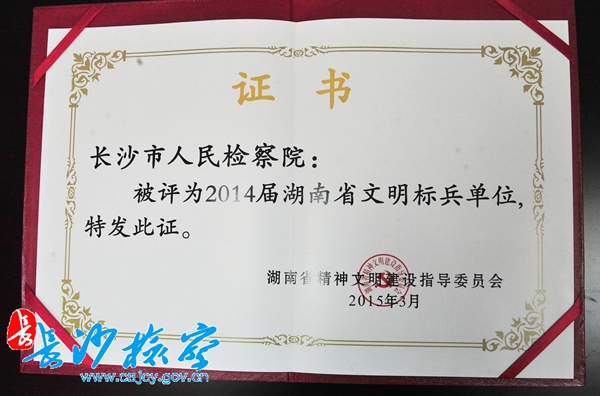 证书
长沙市人民检察院：
被评为2014届湖南省文明标兵单位，
特发此证。
湖南省精神文明建设指导委员会
2015年3月
长
长沙检察
www.csjcy.gov.cn